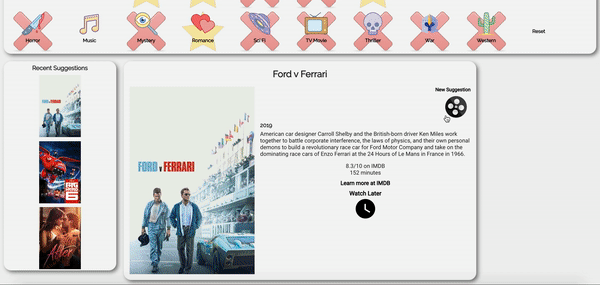 Horror
Music
Mystery
Romance
Sci Fi
TV Movie
Thriller
War
Western
Reset
Recent Suggestions
Ford v Ferrari
New Suggestion
FORD v FERRARI
2019
American car designer Carroll Shelby and the British-born driver Ken Miles work
together to battle corporate interference, the laws of physics, and their own personal
demons to build a revolutionary race car for Ford Motor Company and take on the
dominating race cars of Enzo Ferrari at the 24 Hours of Le Mans in France in 1966.
8.3/10 on IMDB
152 minutes
Learn more at IMDB
Watch Later